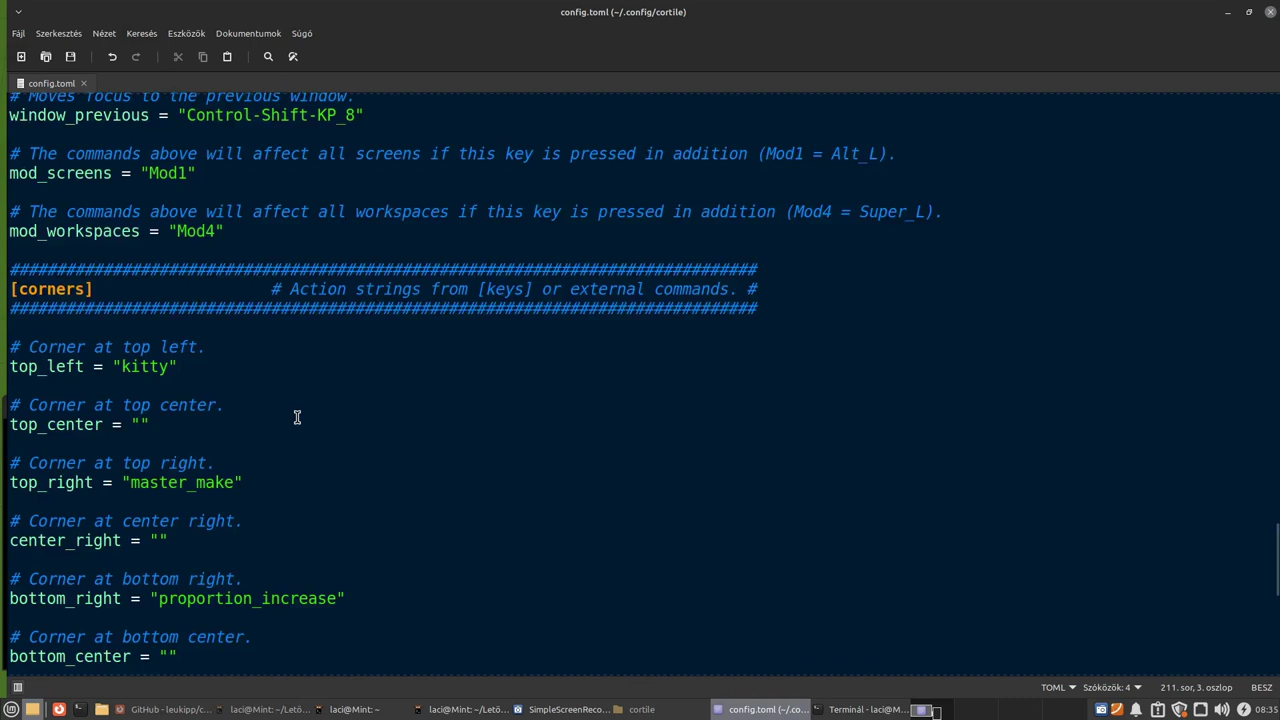 config.toml (~/.config/cortile)
Fájl Szerkesztés Nézet Keresés Eszközök Dokumentumok Súgó
config.toml
# Moves focus to the previous window.
window_previous = "Control-Shift-KP_8"
# The commands above will affect all screens if this key is pressed in addition (Mod1 = Alt_L).
mod_screens = "Mod1"
# The commands above will affect all workspaces if this key is pressed in addition (Mod4 = Super_L).
mod_workspaces = "Mod4"
################################################################################
[corners] # Action strings from [keys] or external commands. #
################################################################################
# Corner at top left.
top_left = "kitty"
# Corner at top center.
top_center = ""
# Corner at top right.
top_right = "master_make"
# Corner at center right.
center_right = ""
# Corner at bottom right.
bottom_right = "proportion_increase"
# Corner at bottom center.
bottom_center = ""
TOML Szóközök: 4 211. sor, 3. oszlop BESZ
GitHub - leukipp/c... laci@Mint: ~/Letö... laci@Mint: ~ laci@Mint: ~/Letö... SimpleScreenReco... cortile config.toml (~/.co... Terminál - laci@M... 08:35